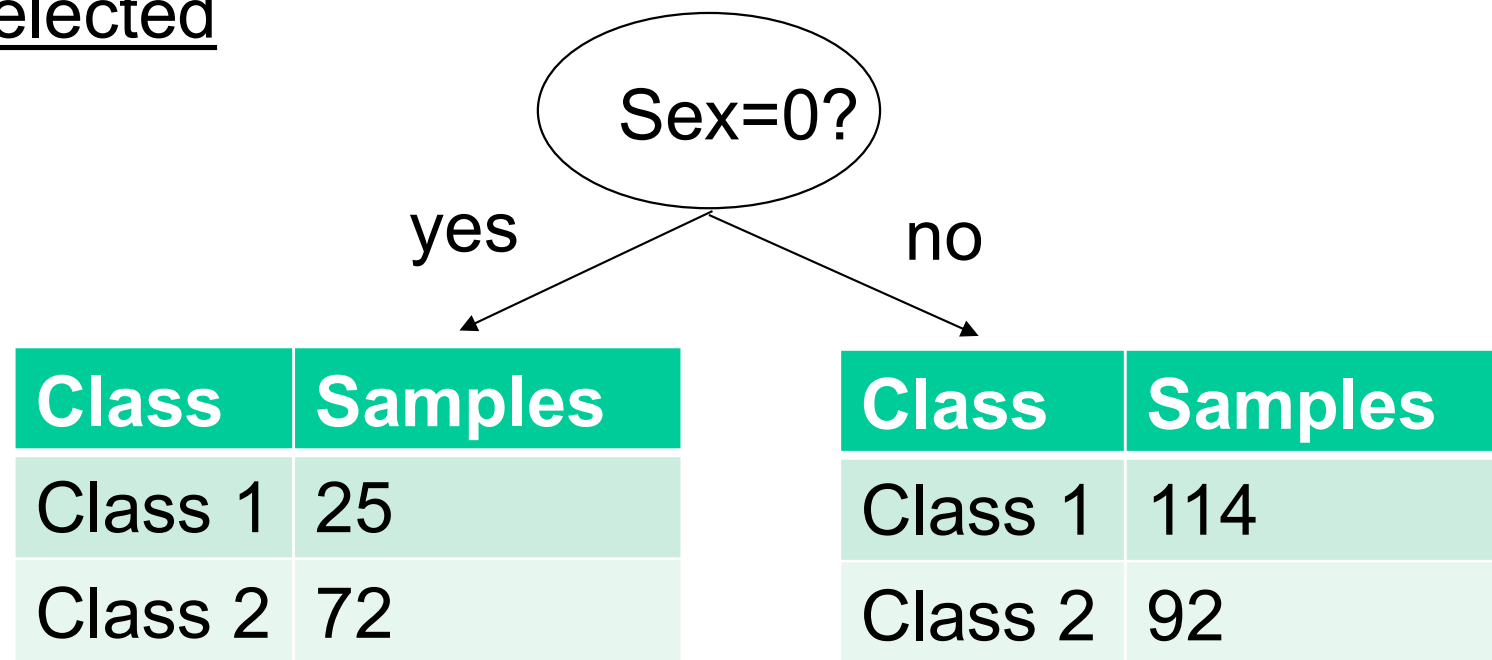 elected
Sex=0?
yes no
Class Samples
Class 1 25
Class 2 72
Class Samples
Class 1 114
Class 2 92